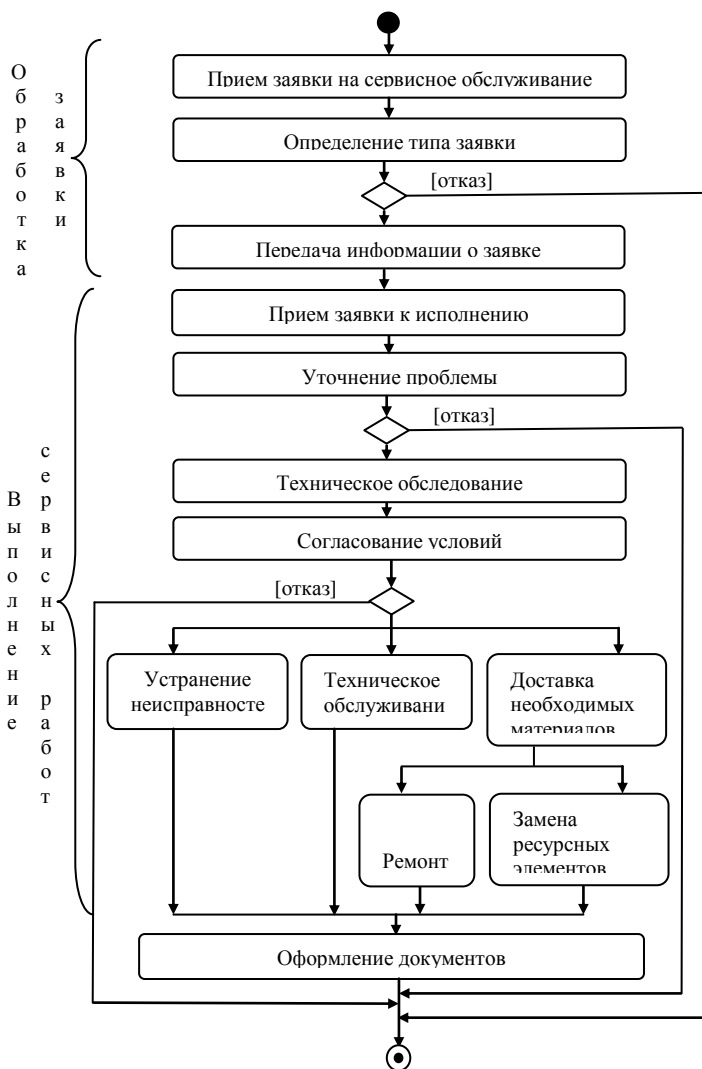 Обработка
заявки
Прием заявки на сервисное обслуживание
Определение типа заявки
[отказ]
Передача информации о заявке
Выполнение
сервисных работ
Прием заявки к исполнению
Уточнение проблемы
[отказ]
Техническое обследование
Согласование условий
[отказ]
Устранение
неисправносте
Техническое
обслуживани
Доставка
необходимых
материалов
Ремонт
Замена
ресурсных
элементов
Оформление документов